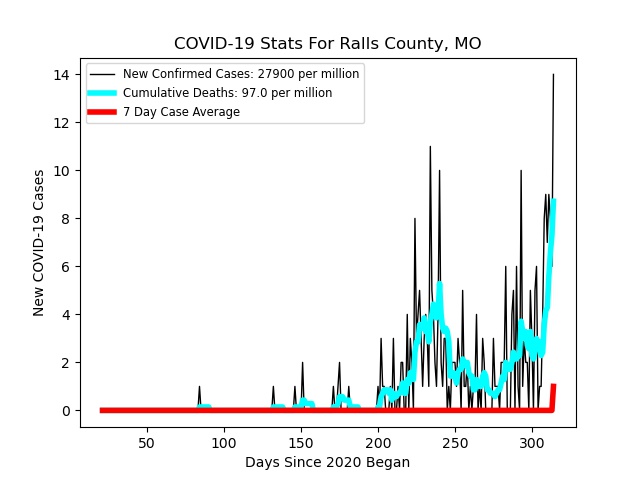 COVID-19 Stats For Ralls County, MO
New Confirmed Cases: 27900 per million
Cumulative Deaths: 97.0 per million
7 Day Case Average
New COVID-19 Cases
14
12
10
8
6
4
2
0
50 100 150 200 250 300
Days Since 2020 Began